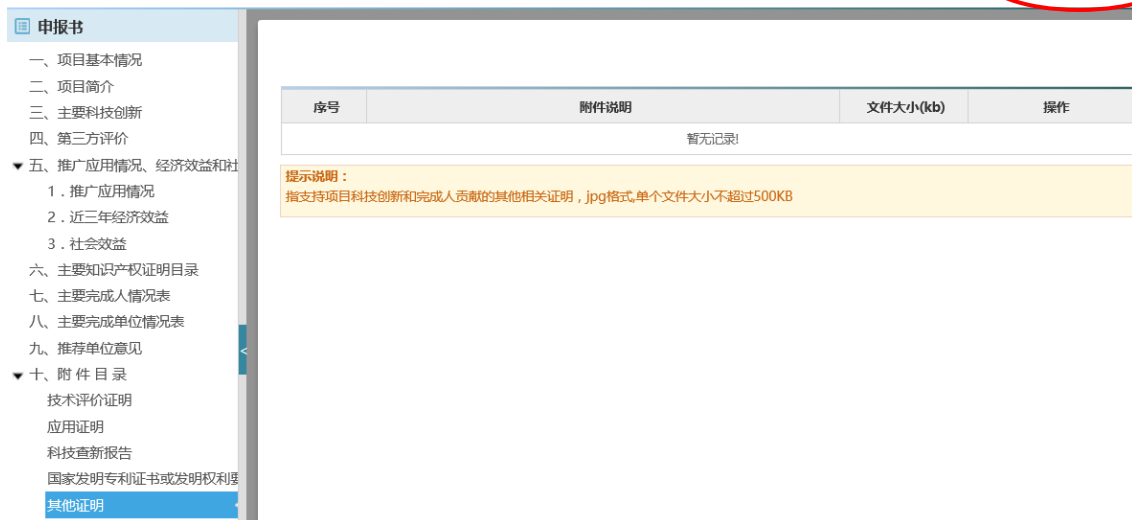 申报书
一、项目基本情况
二、项目简介
三、主要科技创新
四、第三方评价
五、推广应用情况、经济效益和社
1．推广应用情况
2．近三年经济效益
3．社会效益
六、主要知识产权证明目录
七、主要完成人情况表
八、主要完成单位情况表
九、推荐单位意见
十、附 件 目 录
技术评价证明
应用证明
科技查新报告
国家发明专利证书或发明权利要
其他证明
<
序号 附件说明 文件大小(kb) 操作
暂无记录!
提示说明：
指支持项目科技创新和完成人贡献的其他相关证明，jpg格式,单个文件大小不超过500KB